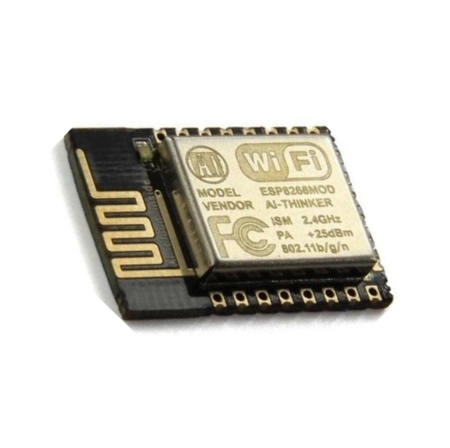 Ai WiFi
MODEL ESP8266MOD
VENDOR AI-THINKER
FC ISM 2.4GHz
PA +25dBm
802.11b/g/n